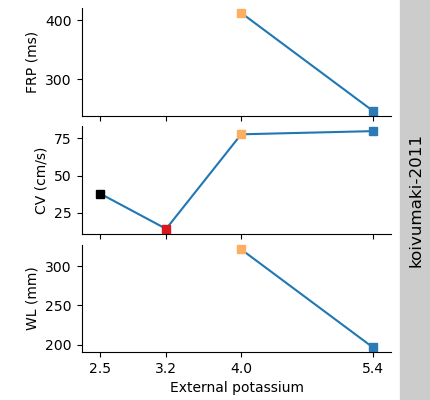 400
300
FRP (ms)
75
50
25
CV (cm/s)
300
250
200
WL (mm)
2.5 3.2 4.0 5.4
External potassium
koivumaki-2011